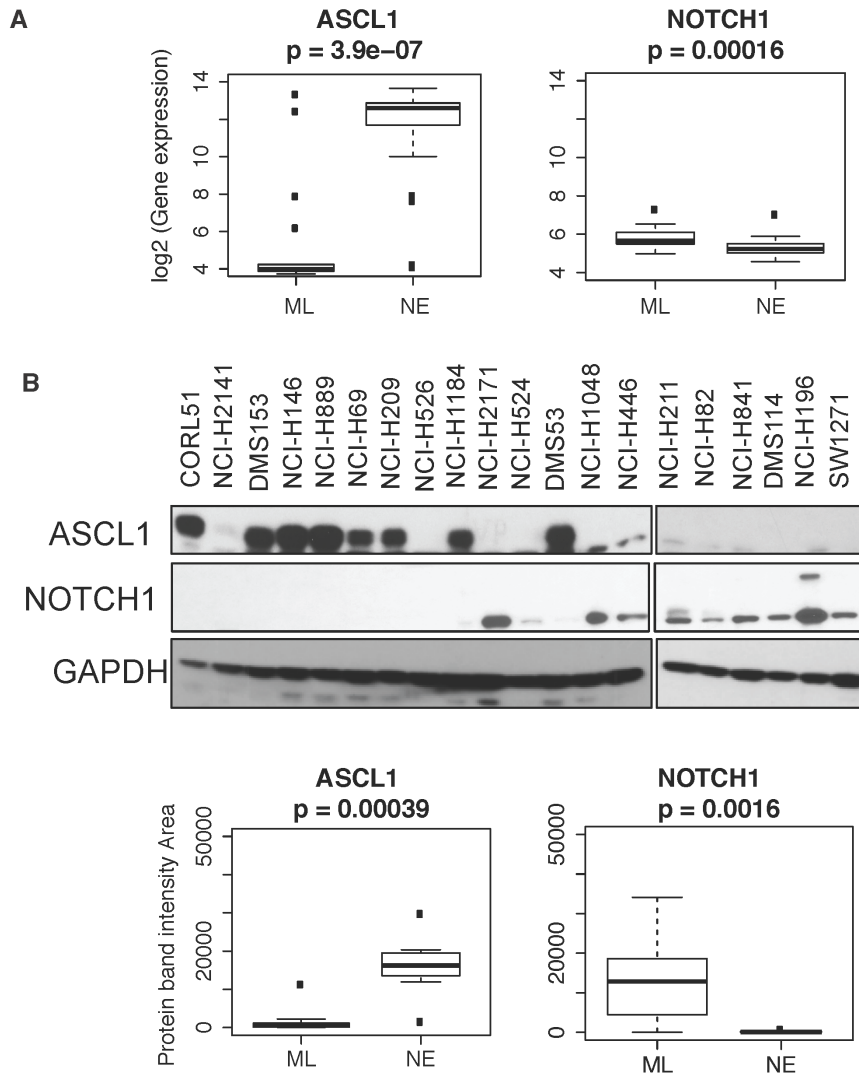 A
ASCL1
p = 3.9e−07
NOTCH1
p = 0.00016
log2 (Gene expression)
14
10
8
6
4
ML
NE
14
10
8
6
4
ML
NE
B
CORL51
NCI-H2141
DMS153
NCI-H146
NCI-H889
NCI-H69
NCI-H209
NCI-H526
NCI-H1184
NCI-H2171
NCI-H524
DMS53
NCI-H1048
NCI-H446
NCI-H211
NCI-H82
NCI-H841
DMS114
NCI-H196
SW1271
ASCL1
NOTCH1
GAPDH
ASCL1
p = 0.00039
NOTCH1
p = 0.0016
Protein band intensity Area
50000
20000
0
ML
NE
50000
20000
0
ML
NE